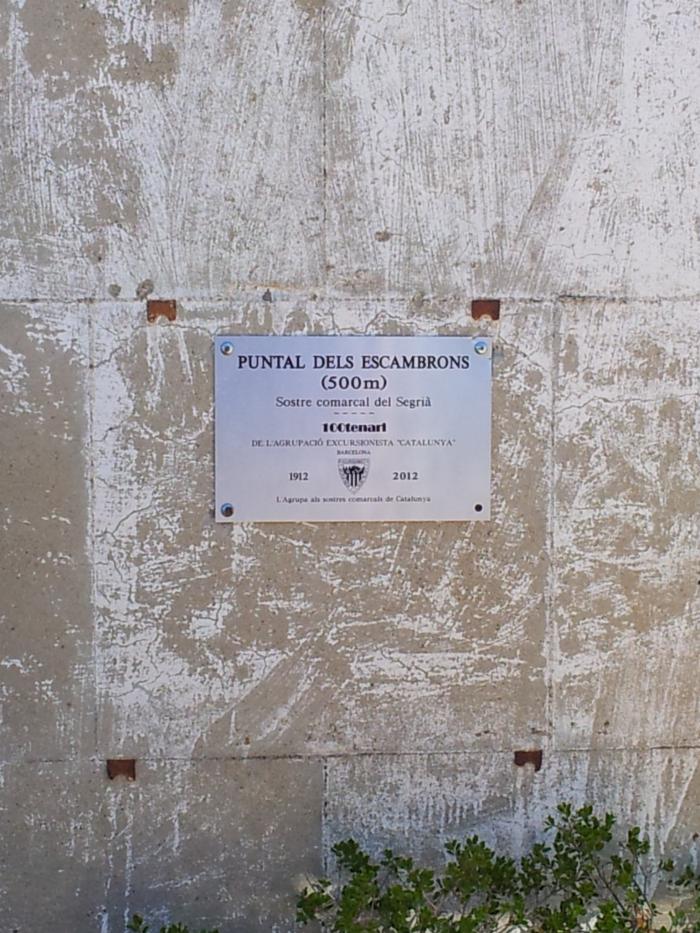 PUNTAL DELS ESCAMBRONS
(500m)
Sostre comarcal del Segrià
-----
100tenari
DE L'AGRUPACIÓ EXCURSIONISTA "CATALUNYA"
BARCELONA
1912 2012
L'Agrupa als sostres comarcals de Catalunya